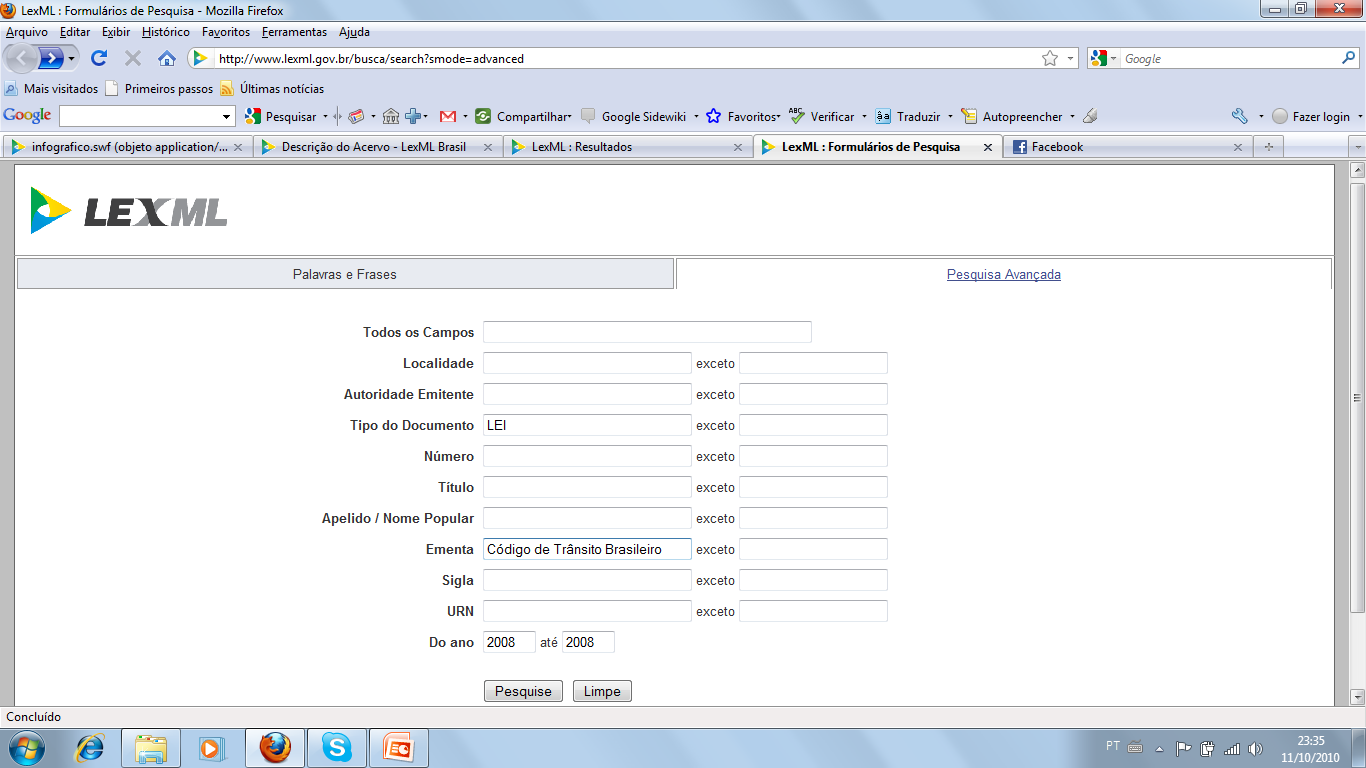 LexML : Formulários de Pesquisa - Mozilla Firefox
Arquivo Editar Exibir Histórico Favoritos Ferramentas Ajuda
http://www.lexml.gov.br/busca/search?smode=advanced Google
Mais visitados Primeiros passos Últimas notícias
Google Pesquisar Compartilhar Google Sidewiki Favoritos Verificar Traduzir Autopreencher Fazer login
infografico.swf (objeto application/... Descrição do Acervo - LexML Brasil LexML : Resultados LexML : Formulários de Pesquisa Facebook
LEXML
Palavras e Frases Pesquisa Avançada
Todos os Campos
Localidade exceto
Autoridade Emitente exceto
Tipo do Documento LEI exceto
Número exceto
Título exceto
Apelido / Nome Popular exceto
Ementa Código de Trânsito Brasileiro exceto
Sigla exceto
URN exceto
Do ano 2008 até 2008
Pesquise Limpe
Concluído
PT 23:35
11/10/2010